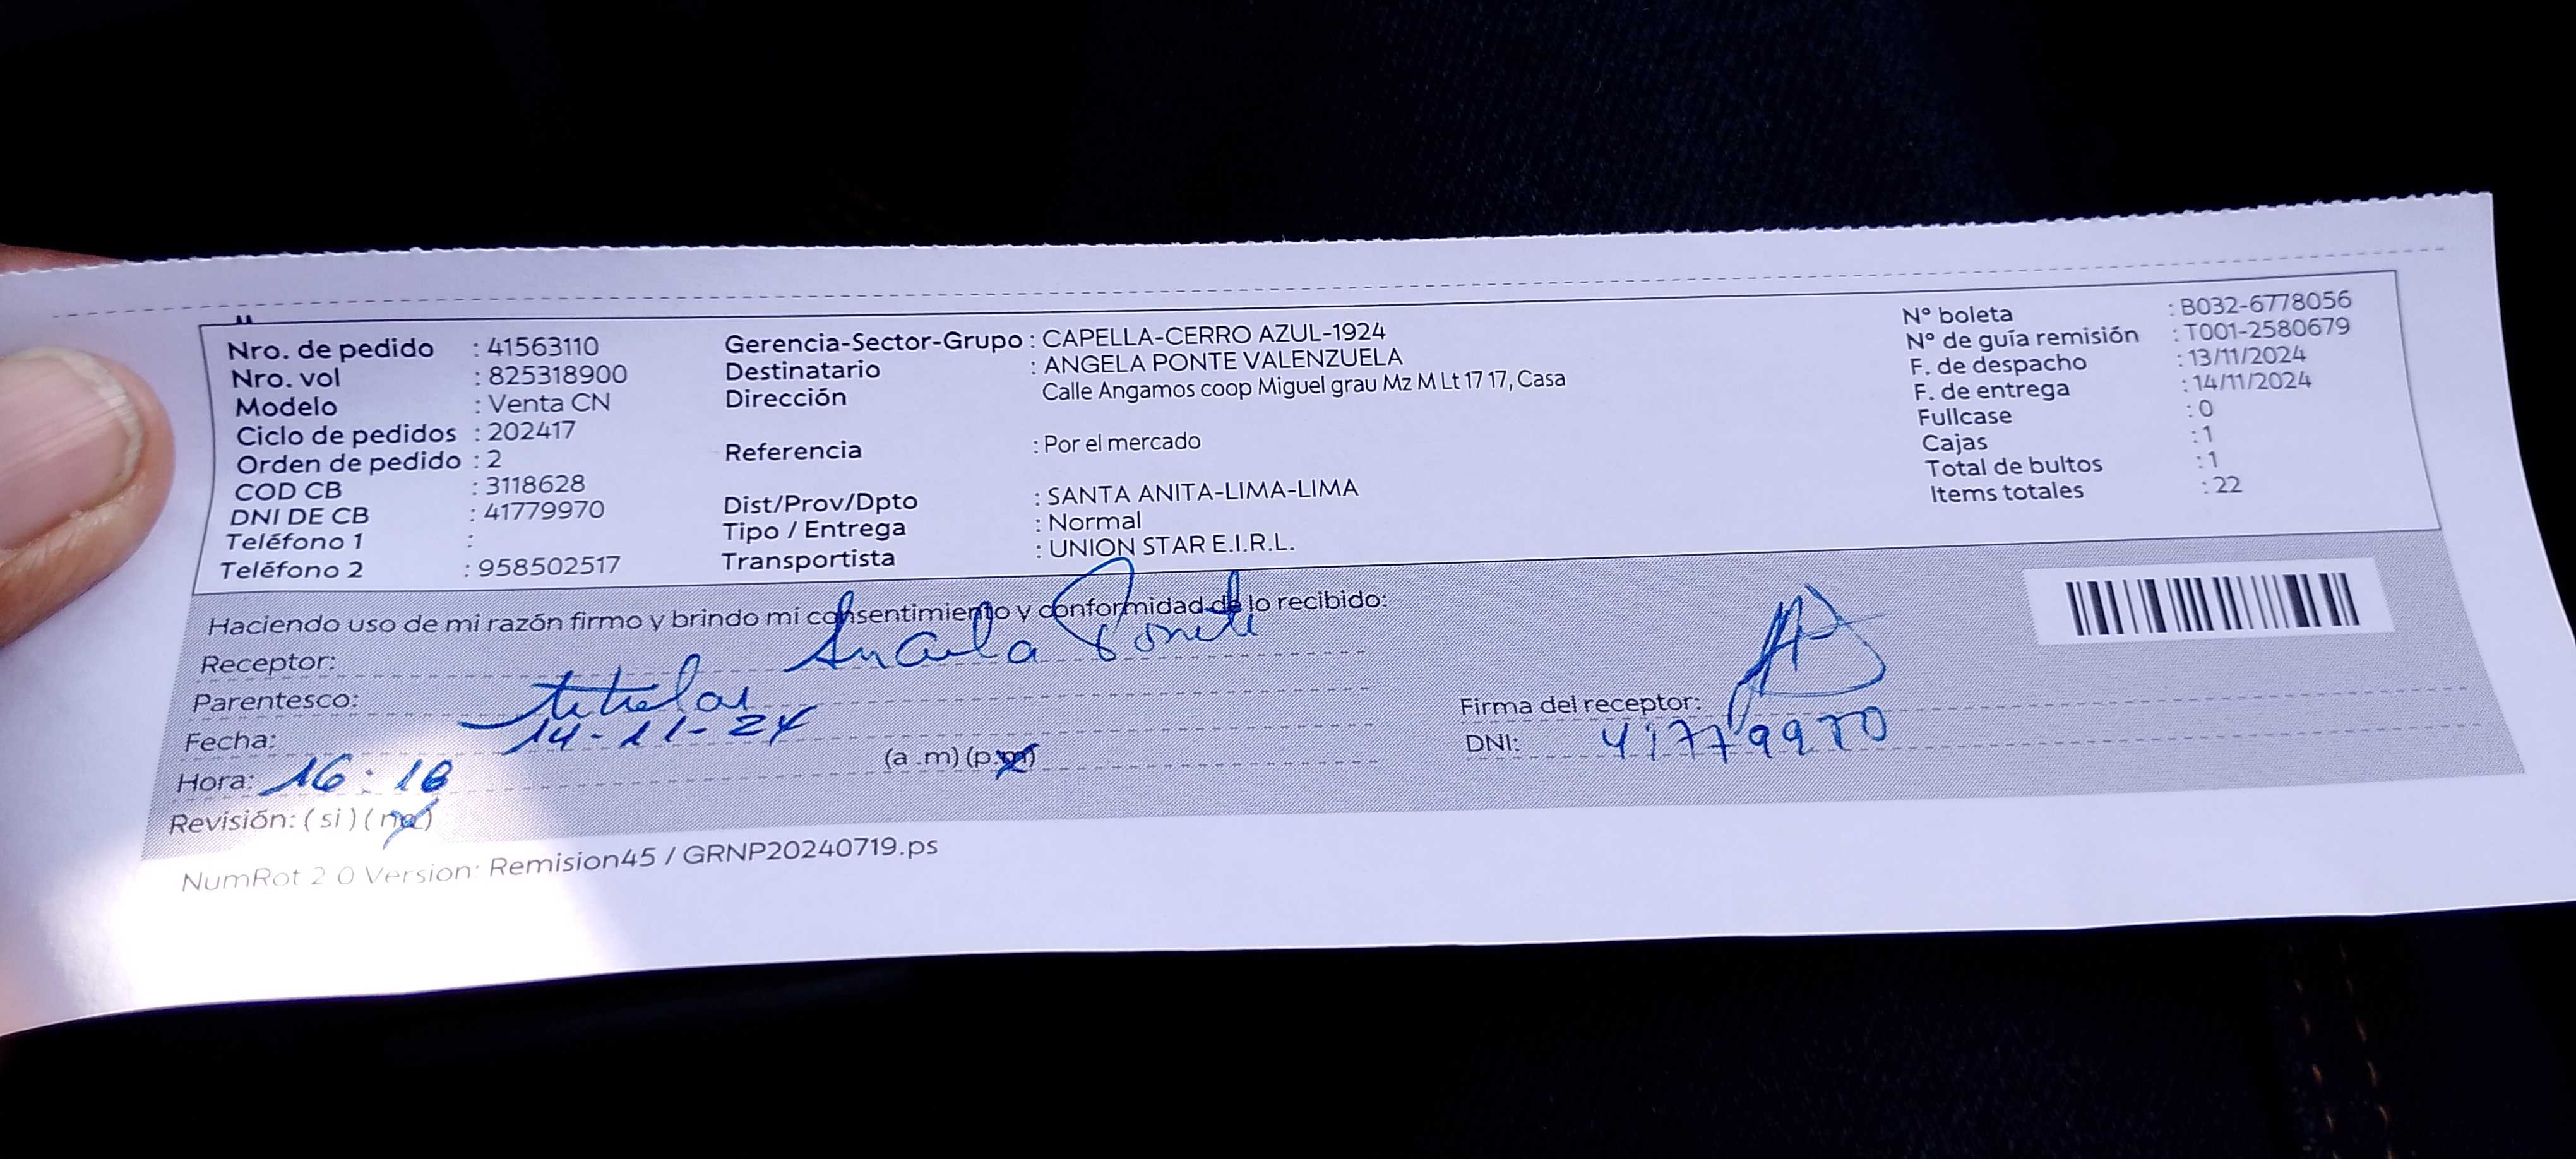 Nro. de pedido : 41563110
Nro. vol : 825318900
Modelo : Venta CN
Ciclo de pedidos : 202417
Orden de pedido : 2
COD CB : 3118628
DNI DE CB : 41779970
Teléfono 1 :
Teléfono 2 : 958502517
Gerencia-Sector-Grupo : CAPELLA-CERRO AZUL-1924
Destinatario : ANGELA PONTE VALENZUELA
Dirección Calle Angamos coop Miguel grau Mz M Lt 17 17, Casa
Referencia : Por el mercado
Dist/Prov/Dpto : SANTA ANITA-LIMA-LIMA
Tipo / Entrega : Normal
Transportista : UNION STAR E.I.R.L.
N° boleta : B032-6778056
N° de guía remisión : T001-2580679
F. de despacho : 13/11/2024
F. de entrega : 14/11/2024
Fullcase : 0
Cajas : 1
Total de bultos : 1
Items totales : 22
Haciendo uso de mi razón firmo y brindo mi consentimiento y conformidad de lo recibido:
Receptor:
Parentesco: titular
Fecha: 14-11-24
Hora: 16:18 (a .m) (p.m)
Revisión: ( si ) ( no )
Firma del receptor:
DNI: 41779970
NumRot 2 0 Version: Remision45 / GRNP20240719.ps